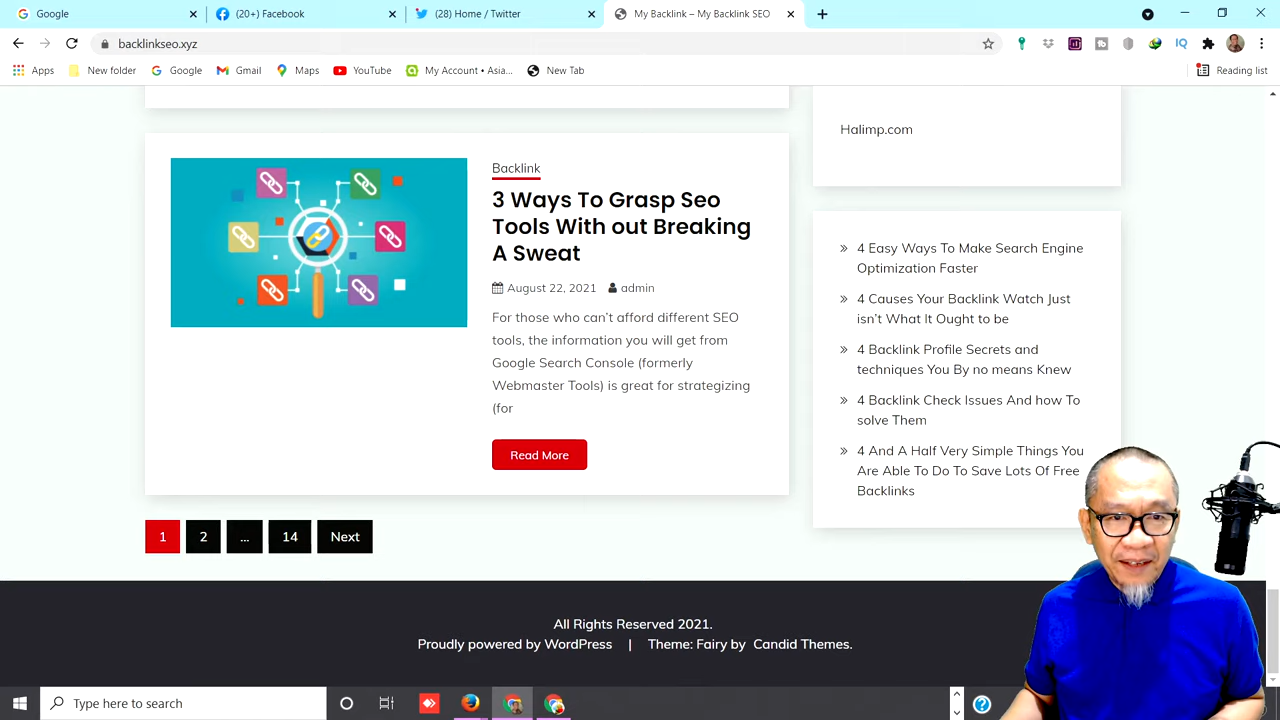 Google
(20+) Facebook
(28) Home / Twitter
My Backlink – My Backlink SEO
backlinkseo.xyz
Apps
New folder
Google
Gmail
Maps
YouTube
My Account • Asia...
New Tab
Reading list
Halimp.com
Backlink
3 Ways To Grasp Seo
Tools With out Breaking
A Sweat
August 22, 2021 admin
For those who can’t afford different SEO
tools, the information you will get from
Google Search Console (formerly
Webmaster Tools) is great for strategizing
(for
Read More
4 Easy Ways To Make Search Engine
Optimization Faster
4 Causes Your Backlink Watch Just
isn’t What It Ought to be
4 Backlink Profile Secrets and
techniques You By no means Knew
4 Backlink Check Issues And how To
solve Them
4 And A Half Very Simple Things You
Are Able To Do To Save Lots Of Free
Backlinks
1 2 ... 14 Next
All Rights Reserved 2021.
Proudly powered by WordPress | Theme: Fairy by Candid Themes.
Type here to search